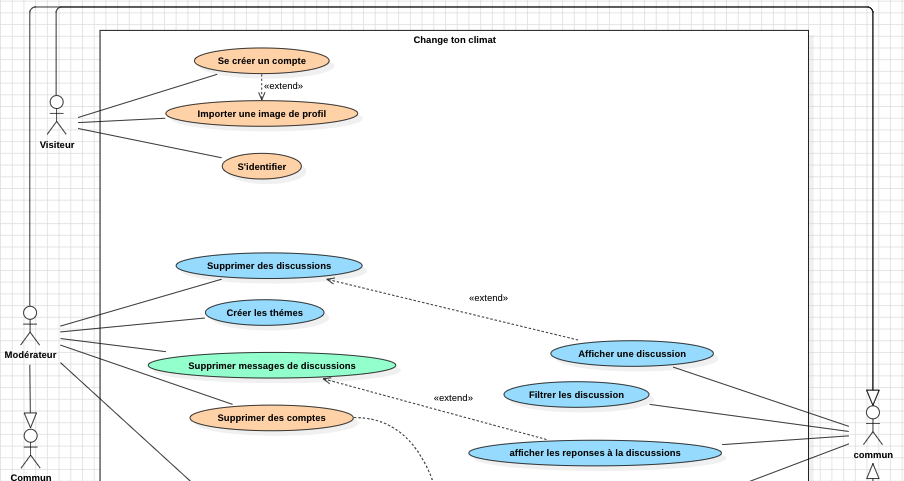 Change ton climat
Se créer un compte
«extend»
Importer une image de profil
Visiteur
S'identifier
Supprimer des discussions
«extend»
Créer les thémes
Modérateur
Afficher une discussion
Supprimer messages de discussions
Filtrer les discussion
«extend»
Supprimer des comptes
afficher les reponses à la discussions
commun
Commun